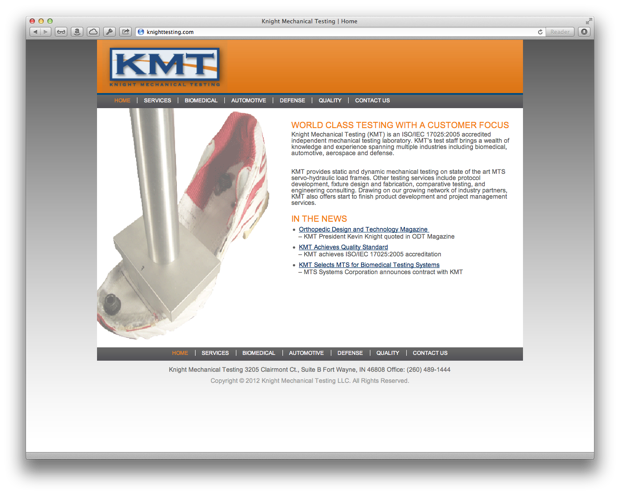 Knight Mechanical Testing | Home
knighttesting.com
Reader
KMT
KNIGHT MECHANICAL TESTING
HOME | SERVICES | BIOMEDICAL | AUTOMOTIVE | DEFENSE | QUALITY | CONTACT US
WORLD CLASS TESTING WITH A CUSTOMER FOCUS
Knight Mechanical Testing (KMT) is an ISO/IEC 17025:2005 accredited
independent mechanical testing laboratory. KMT's test staff brings a wealth of
knowledge and experience spanning multiple industries including biomedical,
automotive, aerospace and defense.
KMT provides static and dynamic mechanical testing on state of the art MTS
servo-hydraulic load frames. Other testing services include protocol
development, fixture design and fabrication, comparative testing, and
engineering consulting. Drawing on our growing network of industry partners,
KMT also offers start to finish product development and project management
services.
IN THE NEWS
• Orthopedic Design and Technology Magazine
– KMT President Kevin Knight quoted in ODT Magazine
• KMT Achieves Quality Standard
– KMT achieves ISO/IEC 17025:2005 accreditation
• KMT Selects MTS for Biomedical Testing Systems
– MTS Systems Corporation announces contract with KMT
HOME | SERVICES | BIOMEDICAL | AUTOMOTIVE | DEFENSE | QUALITY | CONTACT US
Knight Mechanical Testing 3205 Clairmont Ct., Suite B Fort Wayne, IN 46808 Office: (260) 489-1444
Copyright © 2012 Knight Mechanical Testing LLC. All Rights Reserved.